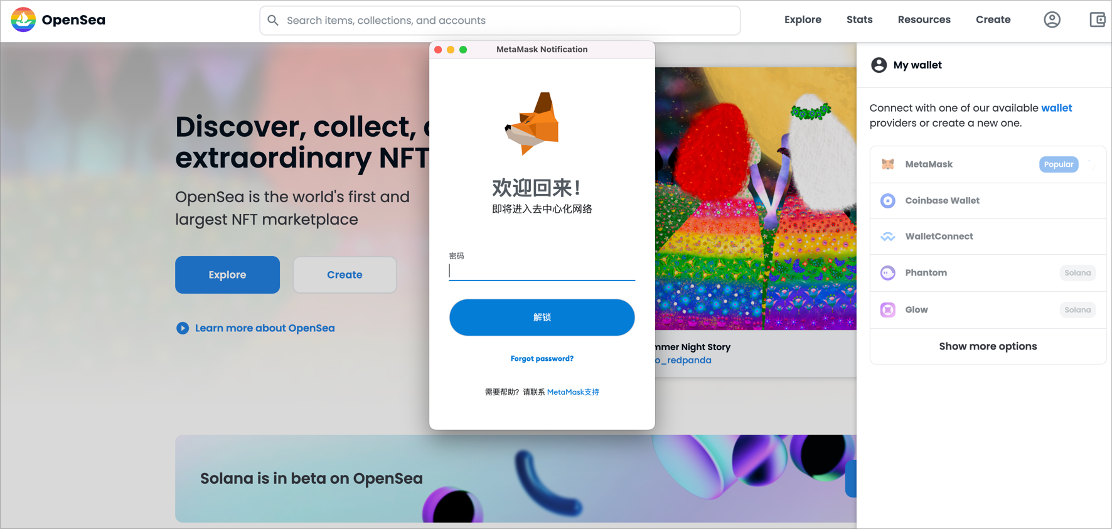 OpenSea
Search items, collections, and accounts
Explore
Stats
Resources
Create
MetaMask Notification
My wallet
Discover, collect,
extraordinary NF
OpenSea is the world's first and
largest NFT marketplace
Explore
Create
Learn more about OpenSea
欢迎回来！
即将进入去中心化网络
密码
解锁
Forgot password?
需要帮助？请联系 MetaMask支持
mmer Night Story
o_redpanda
Connect with one of our available wallet
providers or create a new one.
MetaMask
Popular
Coinbase Wallet
WalletConnect
Phantom
Solana
Glow
Solana
Show more options
Solana is in beta on OpenSea